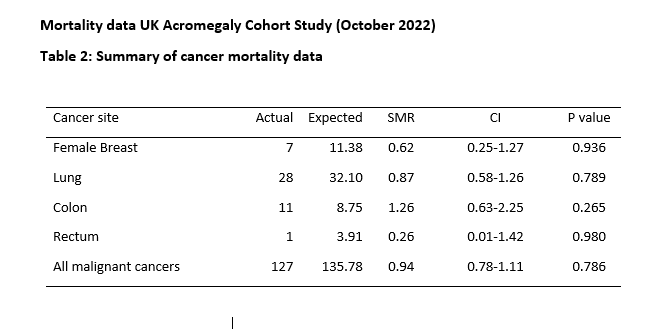 Mortality data UK Acromegaly Cohort Study (October 2022)
Table 2: Summary of cancer mortality data
Cancer site Actual Expected SMR CI P value
Female Breast 7 11.38 0.62 0.25-1.27 0.936
Lung 28 32.10 0.87 0.58-1.26 0.789
Colon 11 8.75 1.26 0.63-2.25 0.265
Rectum 1 3.91 0.26 0.01-1.42 0.980
All malignant cancers 127 135.78 0.94 0.78-1.11 0.786